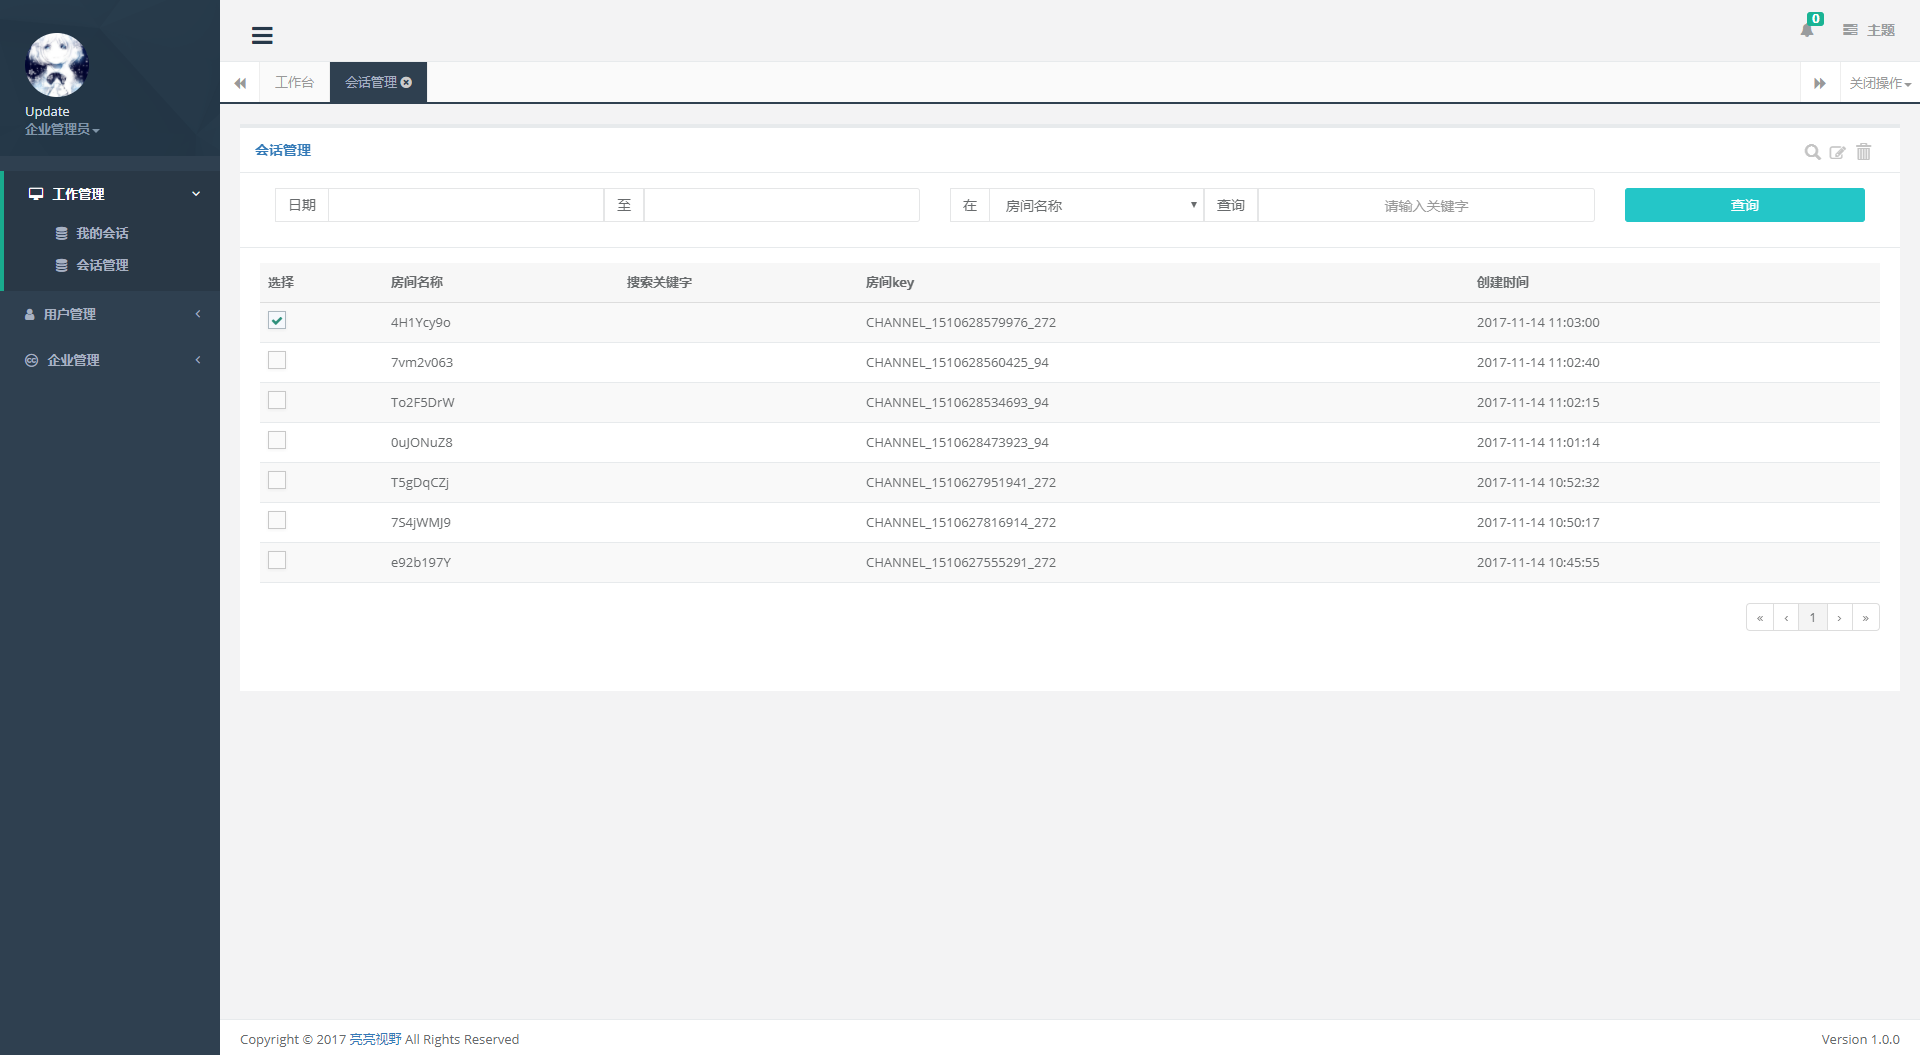 Update
企业管理员
工作管理
我的会话
会话管理
用户管理
企业管理
0
主题
工作台
会话管理
关闭操作
会话管理
日期
至
在
房间名称
查询
请输入关键字
查询
选择 房间名称 搜索关键字 房间key 创建时间
4H1Ycy9o CHANNEL_1510628579976_272 2017-11-14 11:03:00
7vm2v063 CHANNEL_1510628560425_94 2017-11-14 11:02:40
To2F5DrW CHANNEL_1510628534693_94 2017-11-14 11:02:15
0uJONuZ8 CHANNEL_1510628473923_94 2017-11-14 11:01:14
T5gDqCZj CHANNEL_1510627951941_272 2017-11-14 10:52:32
7S4jWMJ9 CHANNEL_1510627816914_272 2017-11-14 10:50:17
e92b197Y CHANNEL_1510627555291_272 2017-11-14 10:45:55
« ‹ 1 › »
Copyright © 2017 亮亮视野 All Rights Reserved
Version 1.0.0